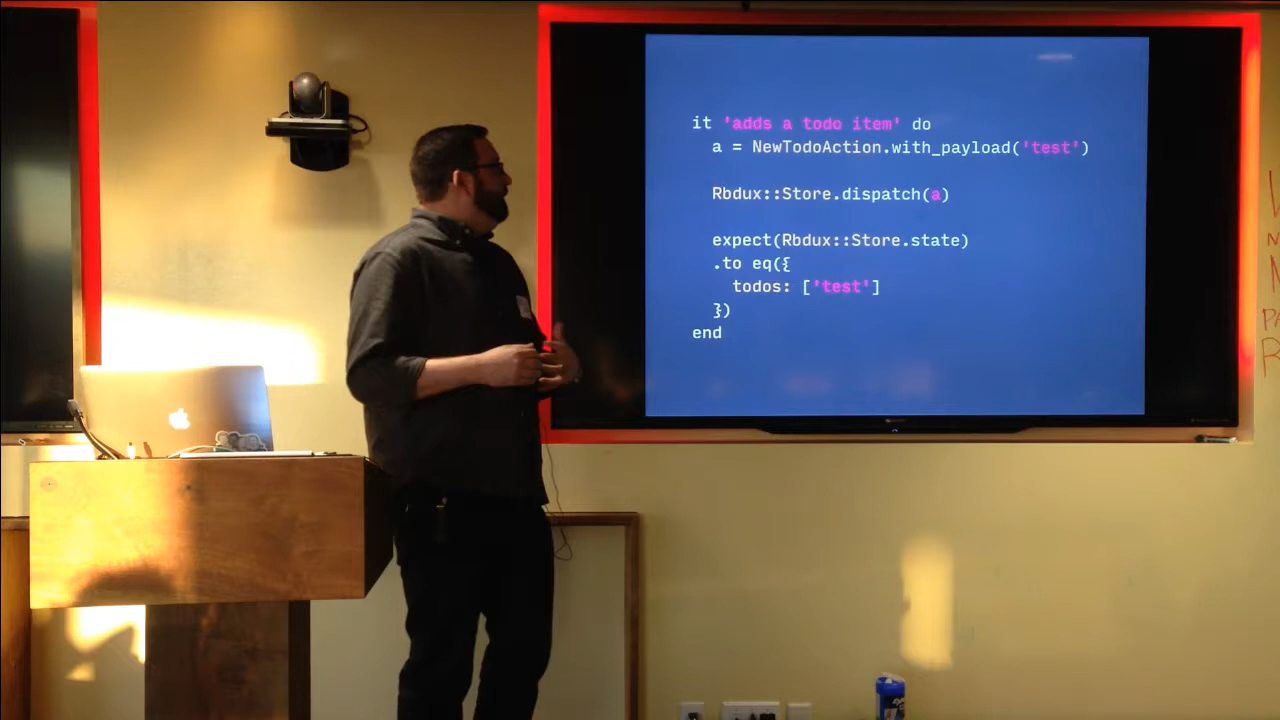 it 'adds a todo item' do
a = NewTodoAction.with_payload('test')
Rbdux::Store.dispatch(a)
expect(Rbdux::Store.state)
.to eq({
todos: ['test']
})
end